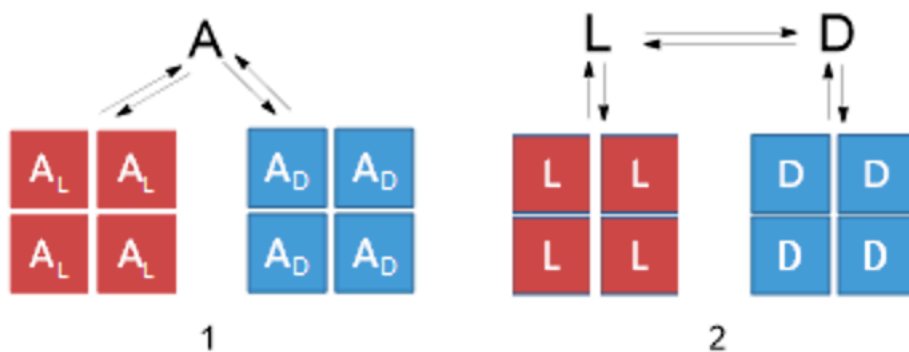 A L D
A_L A_L A_D A_D L L D D
A_L A_L A_D A_D L L D D
1 2